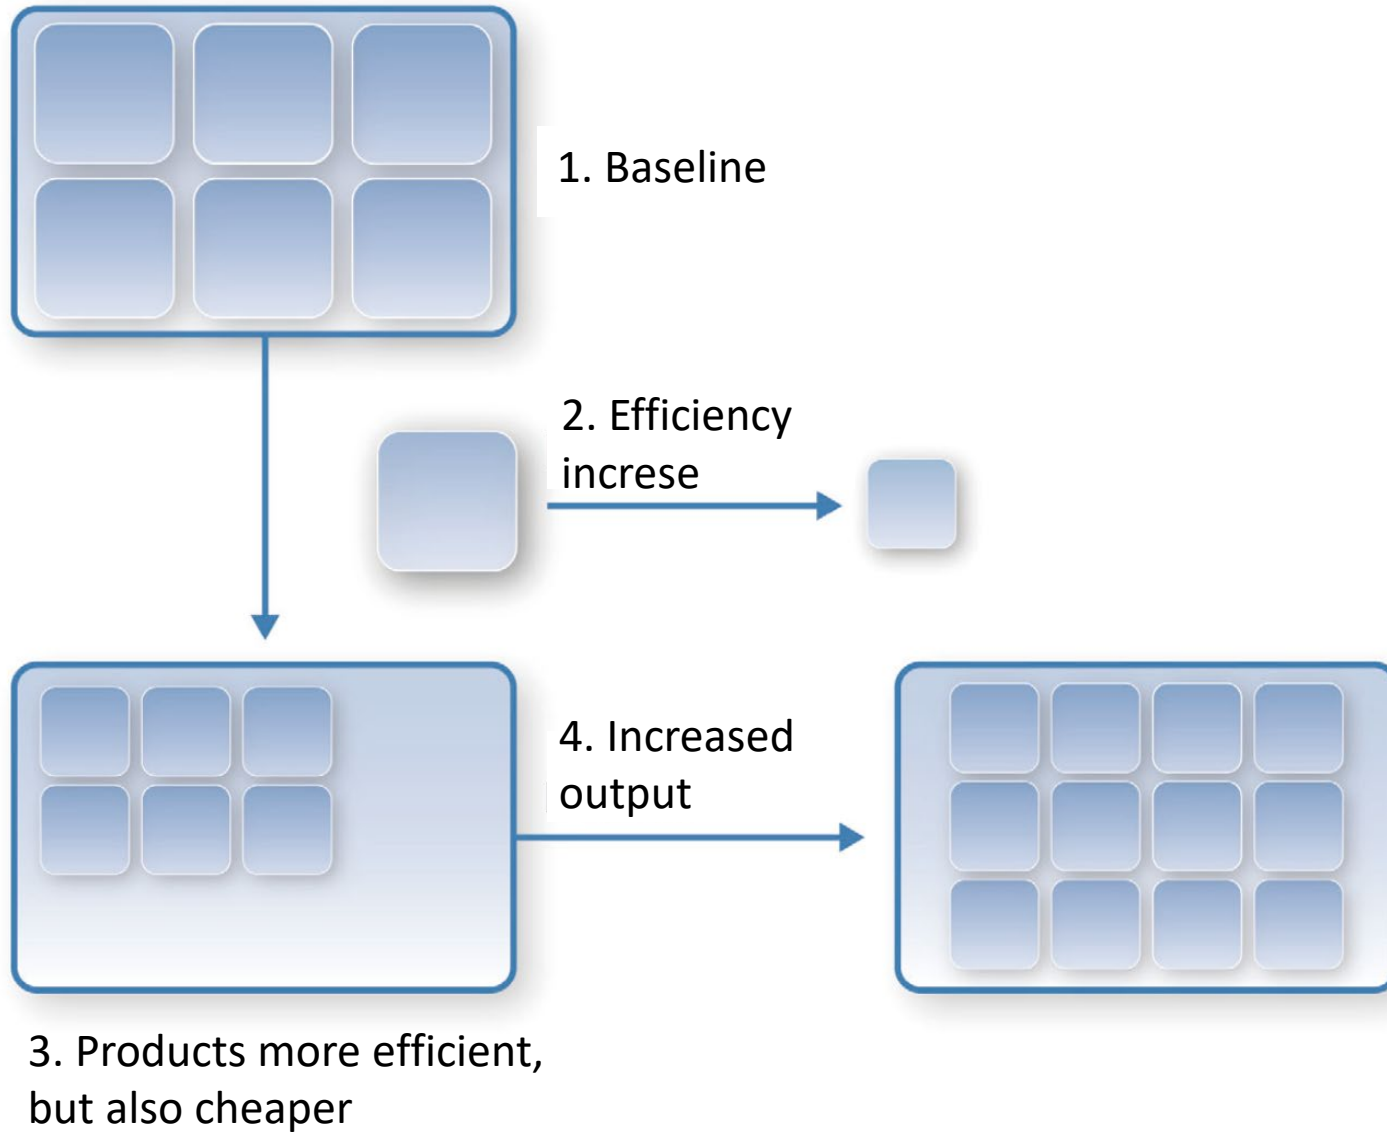 1. Baseline
2. Efficiency
increse
4. Increased
output
3. Products more efficient,
but also cheaper